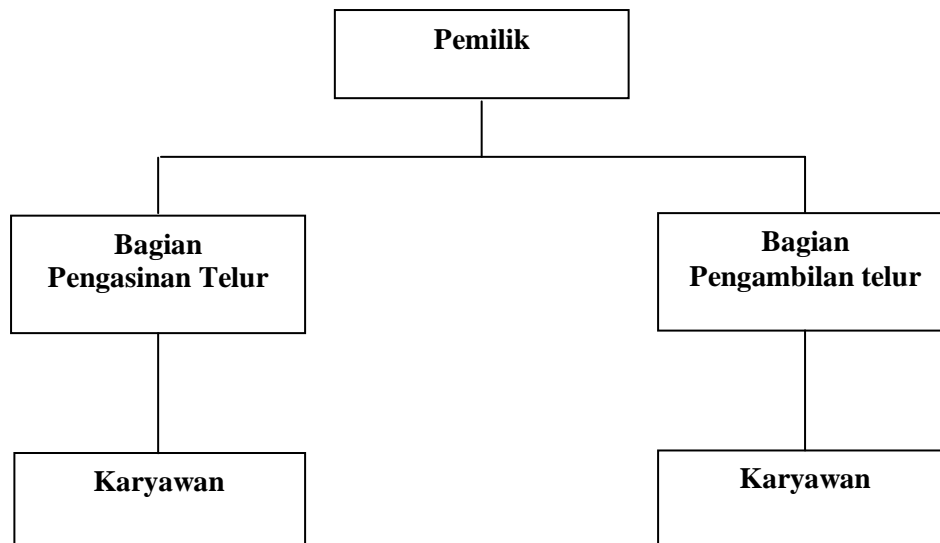 Pemilik
Bagian
Pengasinan Telur
Bagian
Pengambilan telur
Karyawan
Karyawan